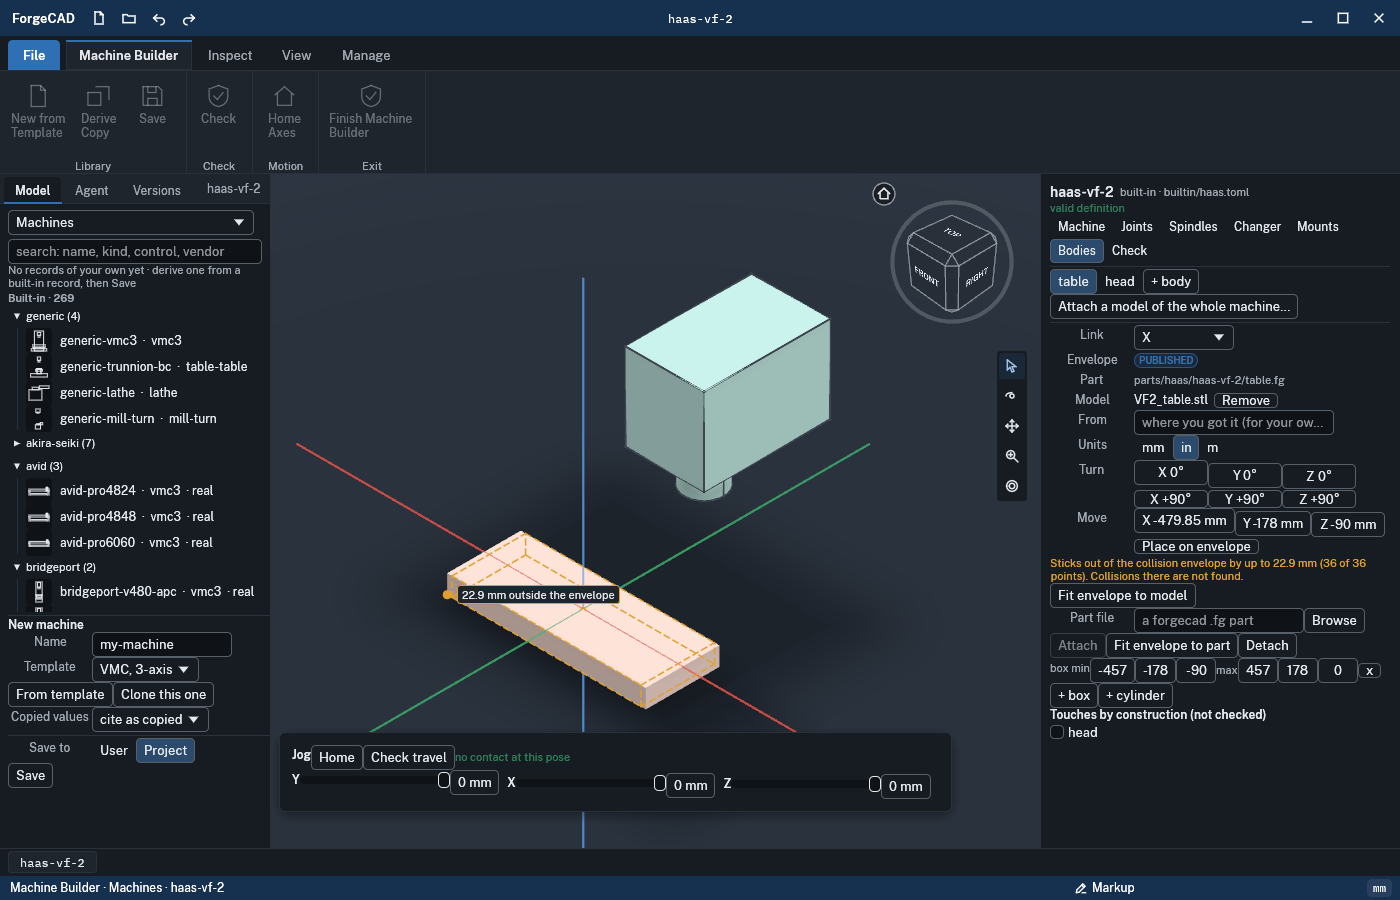 ForgeCAD
haas-vf-2
File
Machine Builder
Inspect
View
Manage
New from Template
Derive Copy
Save
Check
Home Axes
Finish Machine Builder
Library
Check
Motion
Exit
Model
Agent
Versions
haas-vf-2
Machines
search: name, kind, control, vendor
No records of your own yet · derive one from a
built-in record, then Save
Built-in · 269
generic (4)
generic-vmc3 · vmc3
generic-trunnion-bc · table-table
generic-lathe · lathe
generic-mill-turn · mill-turn
akira-seiki (7)
avid (3)
avid-pro4824 · vmc3 · real
avid-pro4848 · vmc3 · real
avid-pro6060 · vmc3 · real
bridgeport (2)
bridgeport-v480-apc · vmc3 · real
New machine
Name my-machine
Template VMC, 3-axis
From template Clone this one
Copied values cite as copied
Save to User Project
Save
TOP
FRONT
RIGHT
22.9 mm outside the envelope
Jog Home Check travel no contact at this pose
Y 0 mm X 0 mm Z 0 mm
haas-vf-2 built-in · builtin/haas.toml
valid definition
Machine Joints Spindles Changer Mounts
Bodies Check
table head + body
Attach a model of the whole machine...
Link X
Envelope PUBLISHED
Part parts/haas/haas-vf-2/table.fg
Model VF2_table.stl Remove
From where you got it (for your ow...
Units mm in m
Turn X 0° Y 0° Z 0°
X +90° Y +90° Z +90°
Move X -479.85 mm Y -178 mm Z -90 mm
Place on envelope
Sticks out of the collision envelope by up to 22.9 mm (36 of 36
points). Collisions there are not found.
Fit envelope to model
Part file a forgecad .fg part Browse
Attach Fit envelope to part Detach
box min -457 -178 -90 max 457 178 0 x
+ box + cylinder
Touches by construction (not checked)
head
haas-vf-2
Machine Builder · Machines · haas-vf-2
Markup
mm